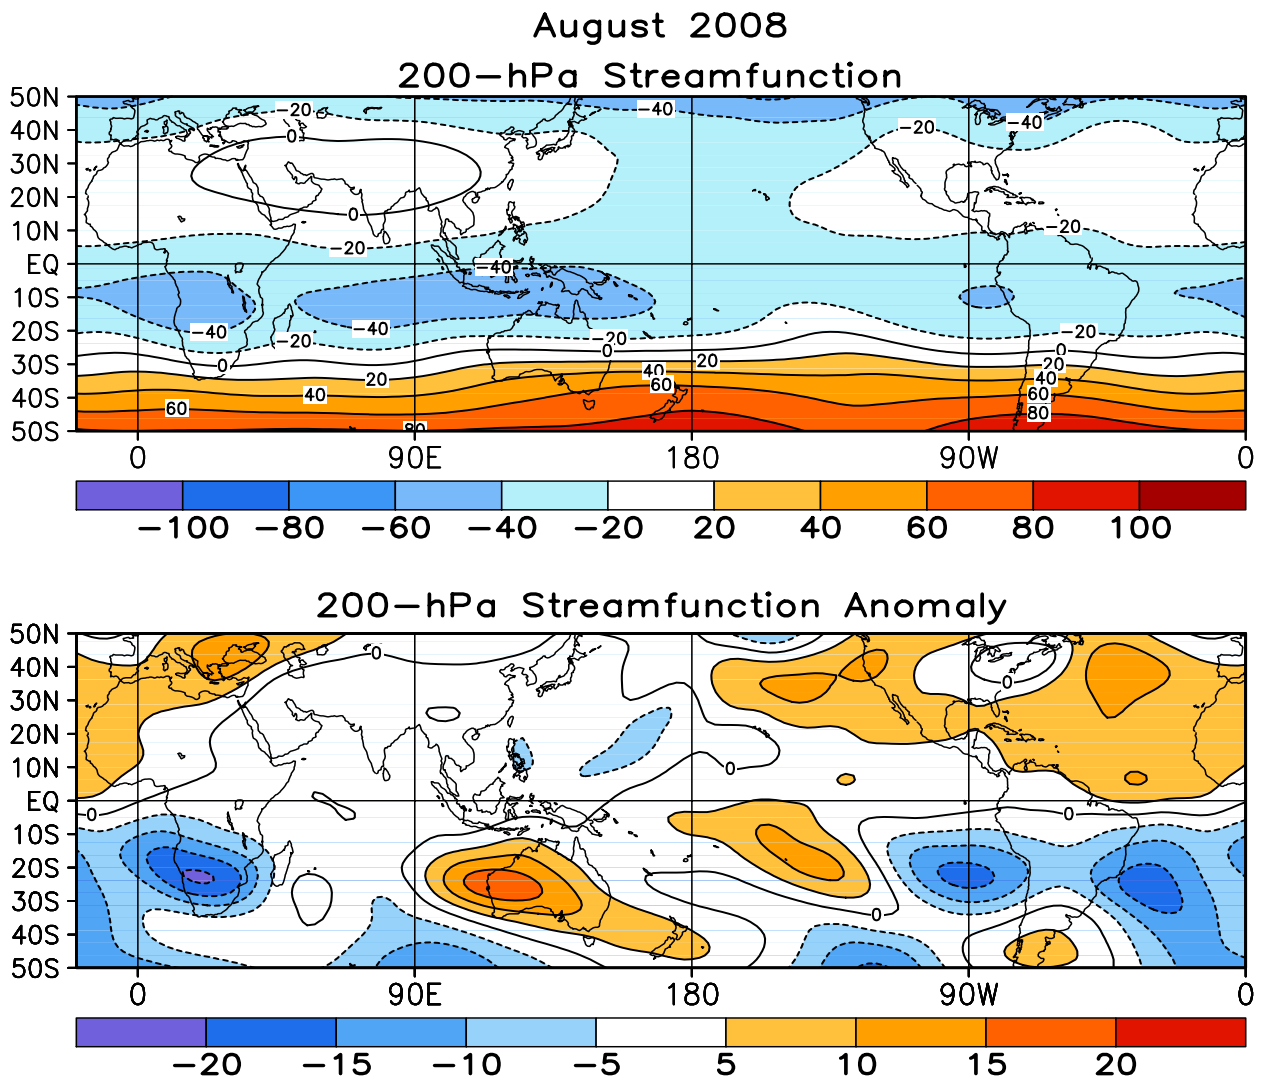 August 2008
200-hPa Streamfunction
50N
40N
30N
20N
10N
EQ
10S
20S
30S
40S
50S
-20
-40
-20
-40
0
0
-20
-20
-40
-40
-40
-20
-20
-20
0
0
0
20
20
20
40
40
40
60
60
60
80
80
0 90E 180 90W 0
-100 -80 -60 -40 -20 20 40 60 80 100
200-hPa Streamfunction Anomaly
50N
40N
30N
20N
10N
EQ
10S
20S
30S
40S
50S
0
0
0
0
0
0
0 90E 180 90W 0
-20 -15 -10 -5 5 10 15 20